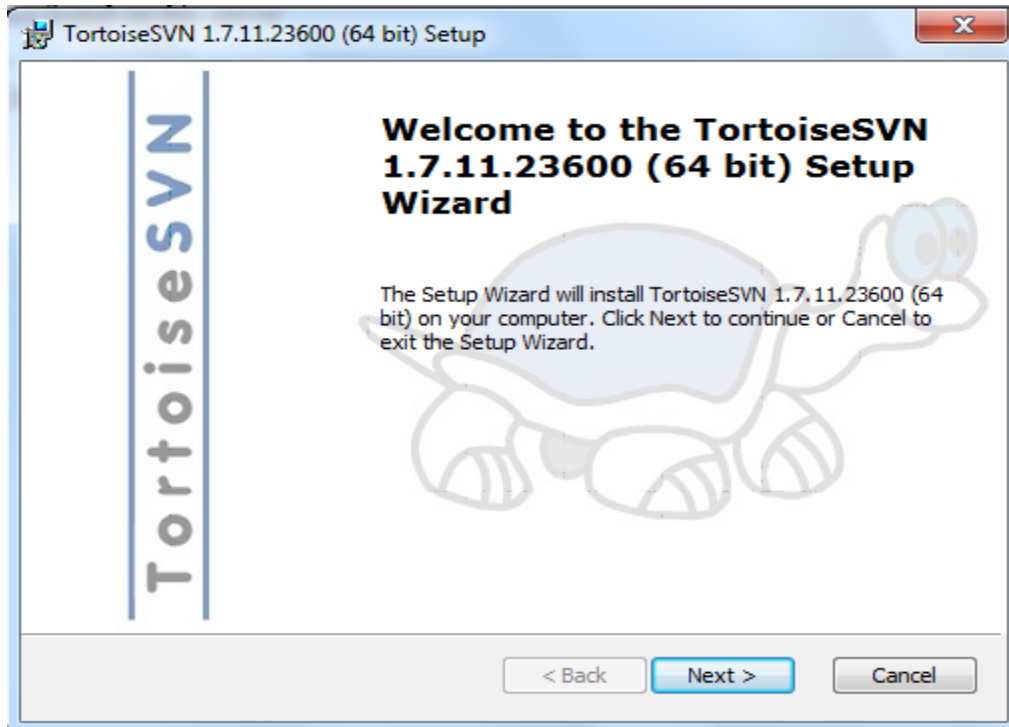 TortoiseSVN 1.7.11.23600 (64 bit) Setup
TortoiseSVN
Welcome to the TortoiseSVN
1.7.11.23600 (64 bit) Setup
Wizard
The Setup Wizard will install TortoiseSVN 1.7.11.23600 (64
bit) on your computer. Click Next to continue or Cancel to
exit the Setup Wizard.
< Back
Next >
Cancel